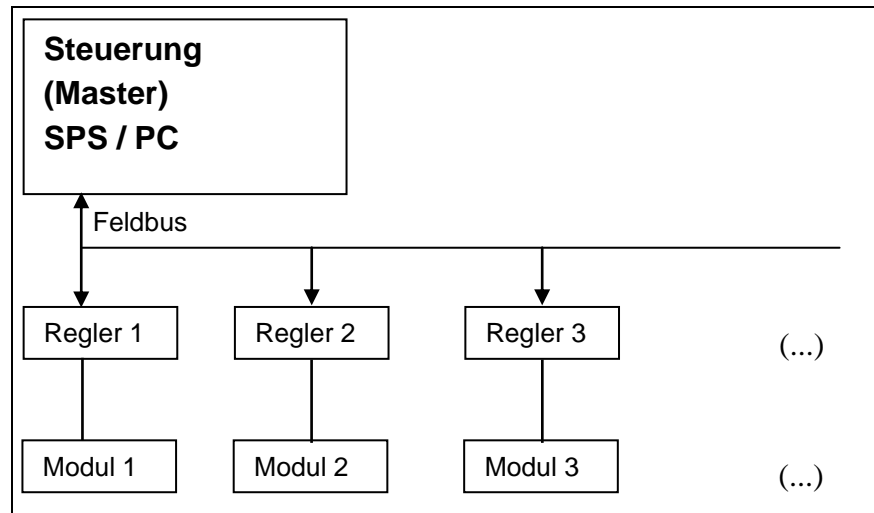 Steuerung
(Master)
SPS / PC
Feldbus
Regler 1
Regler 2
Regler 3
(...)
Modul 1
Modul 2
Modul 3
(...)